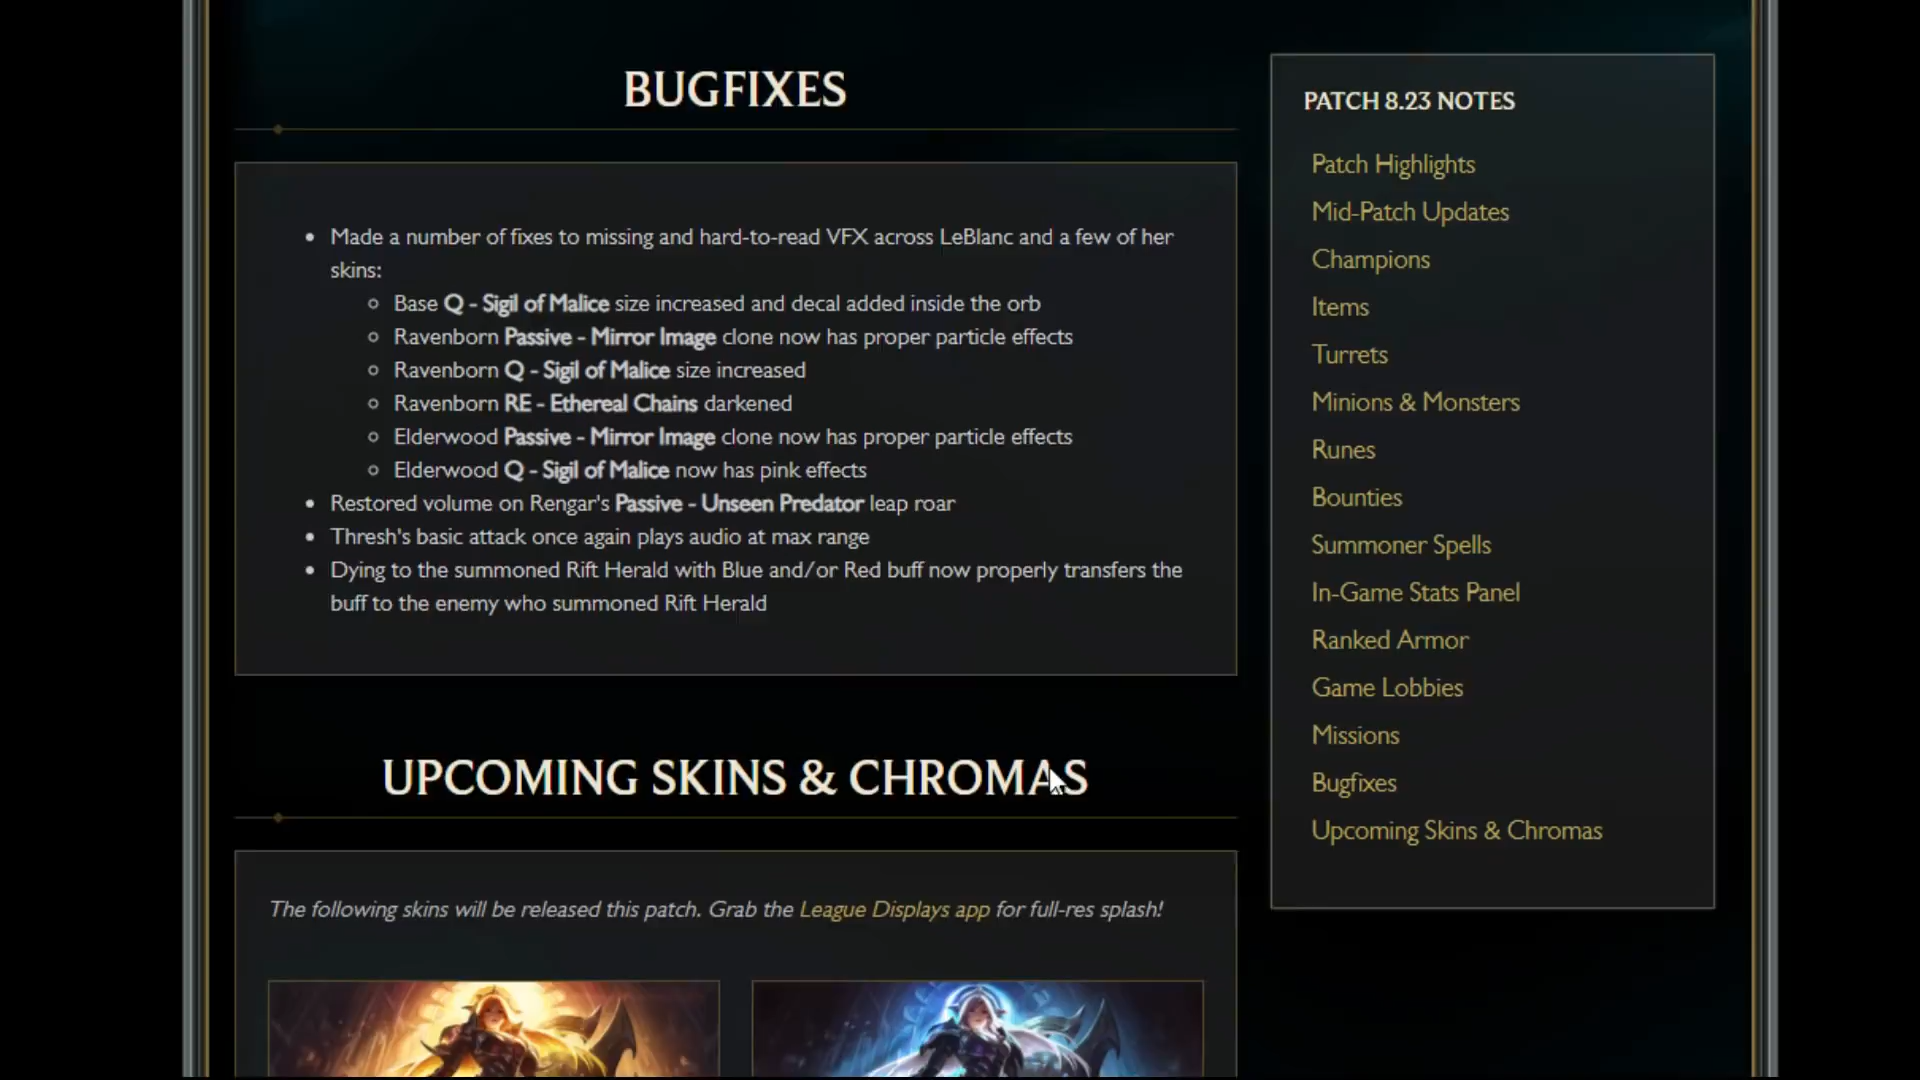 BUGFIXES
• Made a number of fixes to missing and hard-to-read VFX across LeBlanc and a few of her
skins:
○ Base Q - Sigil of Malice size increased and decal added inside the orb
○ Ravenborn Passive - Mirror Image clone now has proper particle effects
○ Ravenborn Q - Sigil of Malice size increased
○ Ravenborn RE - Ethereal Chains darkened
○ Elderwood Passive - Mirror Image clone now has proper particle effects
○ Elderwood Q - Sigil of Malice now has pink effects
• Restored volume on Rengar's Passive - Unseen Predator leap roar
• Thresh's basic attack once again plays audio at max range
• Dying to the summoned Rift Herald with Blue and/or Red buff now properly transfers the
buff to the enemy who summoned Rift Herald
UPCOMING SKINS & CHROMAS
The following skins will be released this patch. Grab the League Displays app for full-res splash!
PATCH 8.23 NOTES
Patch Highlights
Mid-Patch Updates
Champions
Items
Turrets
Minions & Monsters
Runes
Bounties
Summoner Spells
In-Game Stats Panel
Ranked Armor
Game Lobbies
Missions
Bugfixes
Upcoming Skins & Chromas